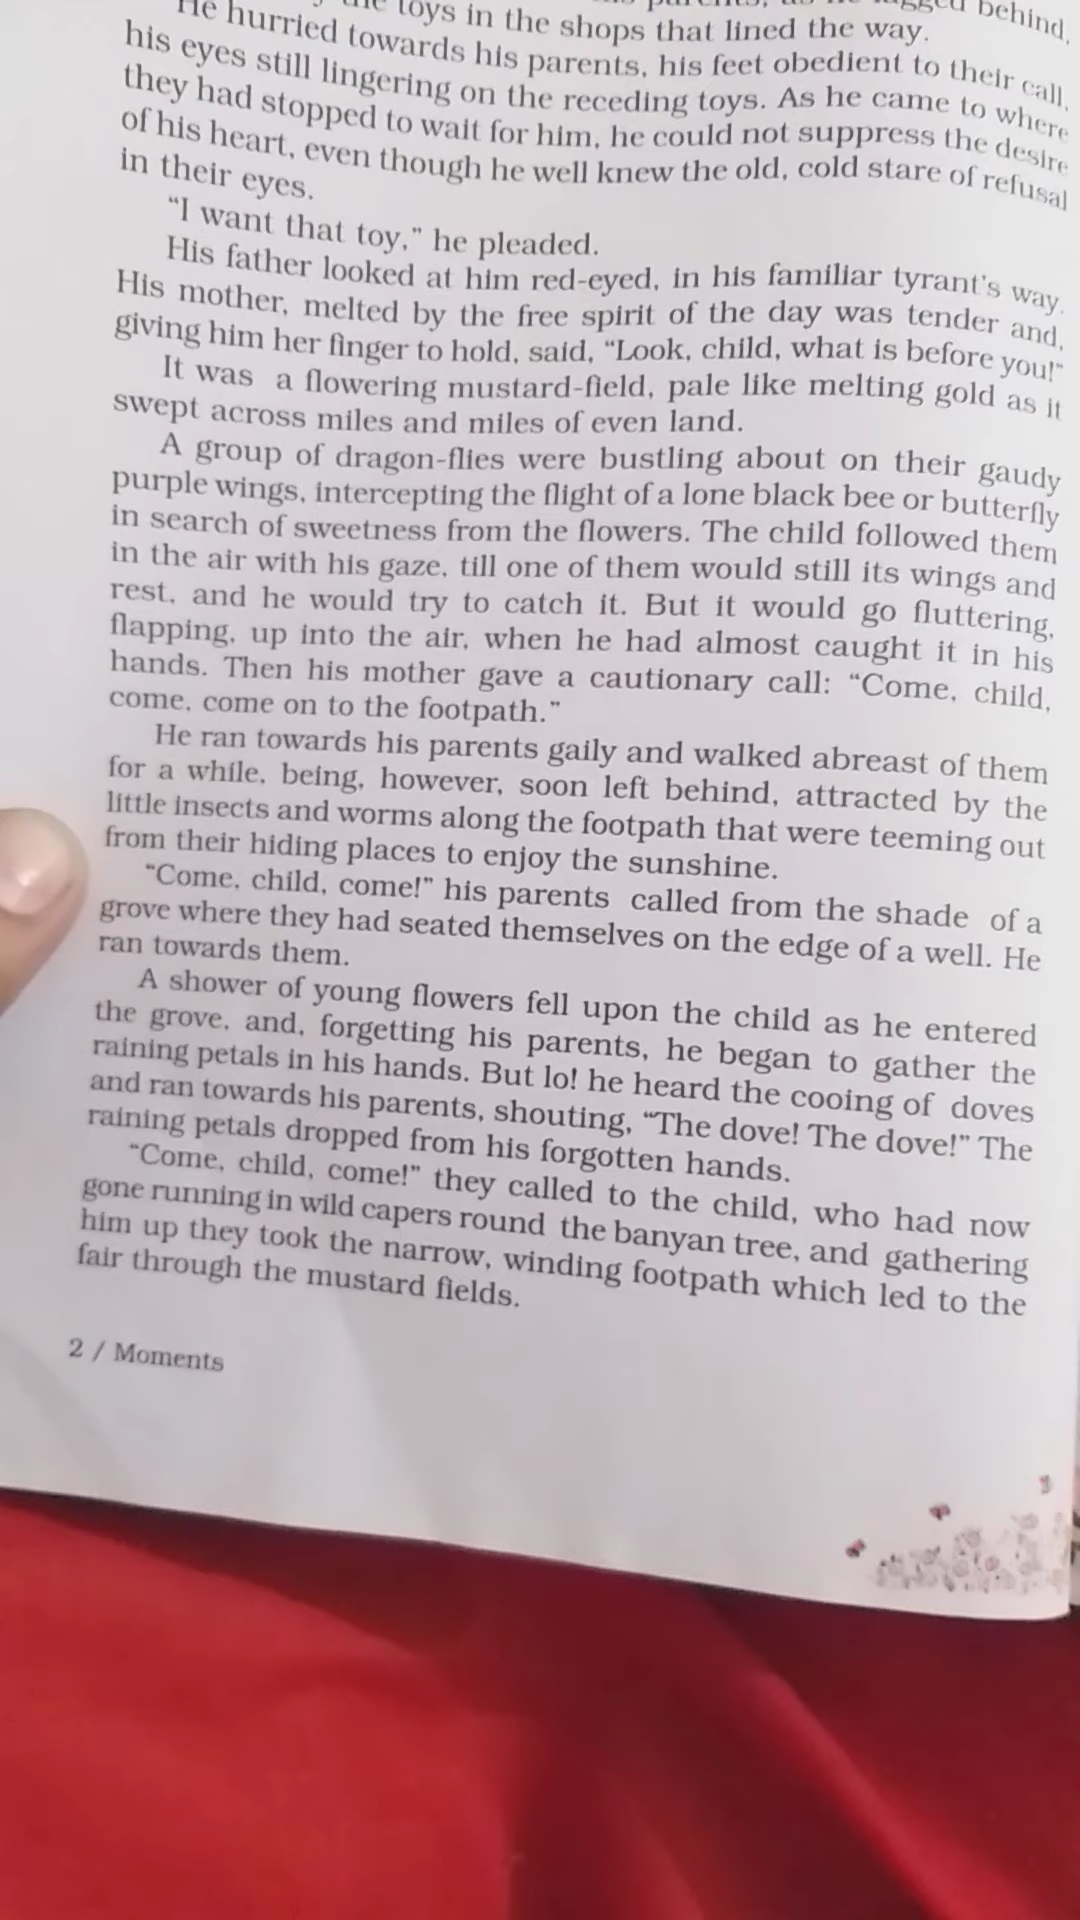 toys in the shops that lined the way. behind,
He hurried towards his parents, his feet obedient to their call,
his eyes still lingering on the receding toys. As he came to where
they had stopped to wait for him, he could not suppress the desire
of his heart, even though he well knew the old, cold stare of refusal
in their eyes.
“I want that toy,” he pleaded.
His father looked at him red-eyed, in his familiar tyrant's way.
His mother, melted by the free spirit of the day was tender and,
giving him her finger to hold, said, “Look, child, what is before you!”
It was a flowering mustard-field, pale like melting gold as it
swept across miles and miles of even land.
A group of dragon-flies were bustling about on their gaudy
purple wings, intercepting the flight of a lone black bee or butterfly
in search of sweetness from the flowers. The child followed them
in the air with his gaze, till one of them would still its wings and
rest, and he would try to catch it. But it would go fluttering,
flapping, up into the air, when he had almost caught it in his
hands. Then his mother gave a cautionary call: “Come, child,
come, come on to the footpath.”
He ran towards his parents gaily and walked abreast of them
for a while, being, however, soon left behind, attracted by the
little insects and worms along the footpath that were teeming out
from their hiding places to enjoy the sunshine.
“Come, child, come!” his parents called from the shade of a
grove where they had seated themselves on the edge of a well. He
ran towards them.
A shower of young flowers fell upon the child as he entered
the grove, and, forgetting his parents, he began to gather the
raining petals in his hands. But lo! he heard the cooing of doves
and ran towards his parents, shouting, “The dove! The dove!” The
raining petals dropped from his forgotten hands.
“Come, child, come!” they called to the child, who had now
gone running in wild capers round the banyan tree, and gathering
him up they took the narrow, winding footpath which led to the
fair through the mustard fields.
2 / Moments